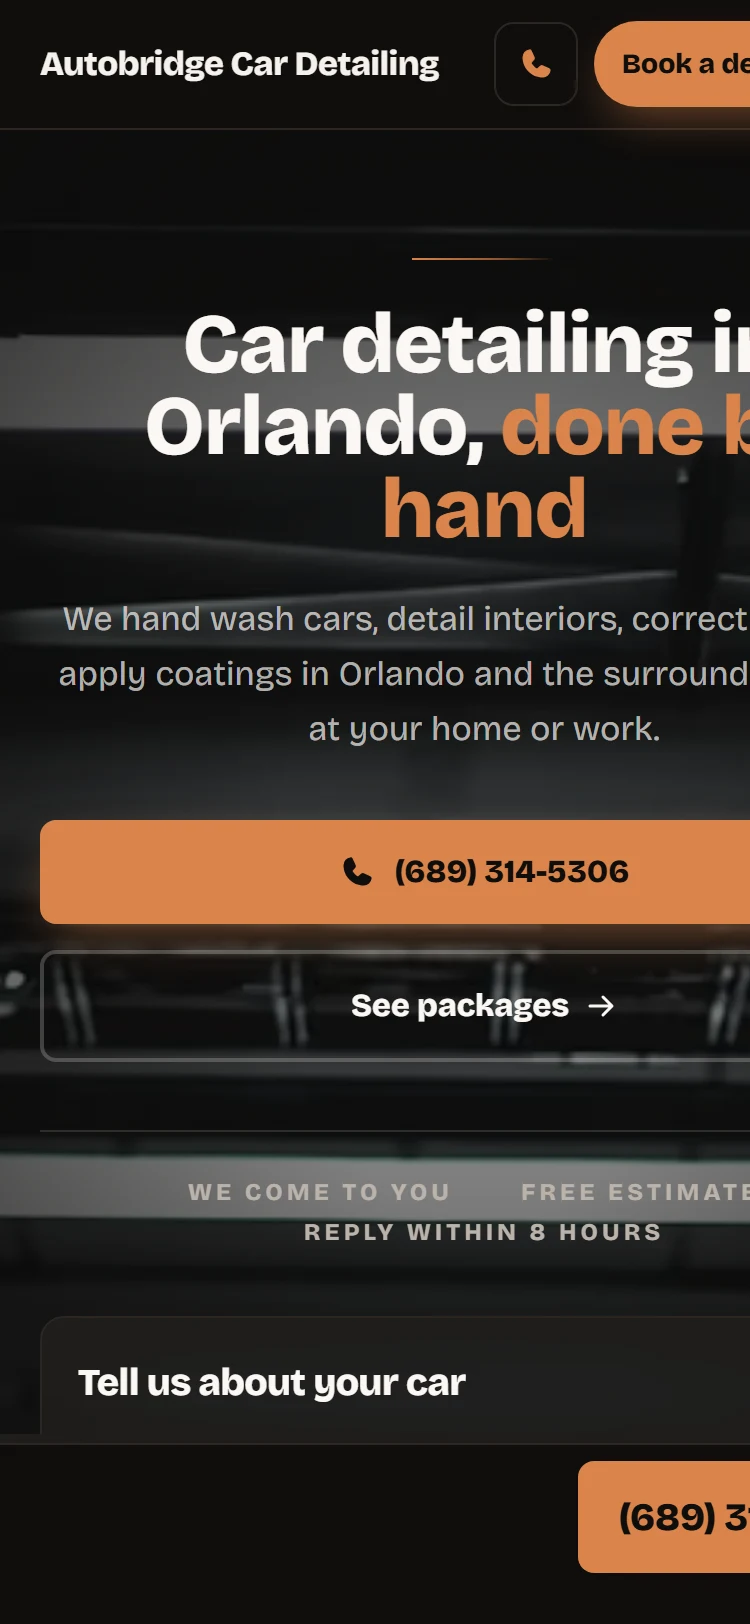 Autobridge Car Detailing
Book a de
Car detailing in
Orlando, done b
hand
We hand wash cars, detail interiors, correct
apply coatings in Orlando and the surround
at your home or work.
(689) 314-5306
See packages →
WE COME TO YOU FREE ESTIMATE
REPLY WITHIN 8 HOURS
Tell us about your car
(689) 31